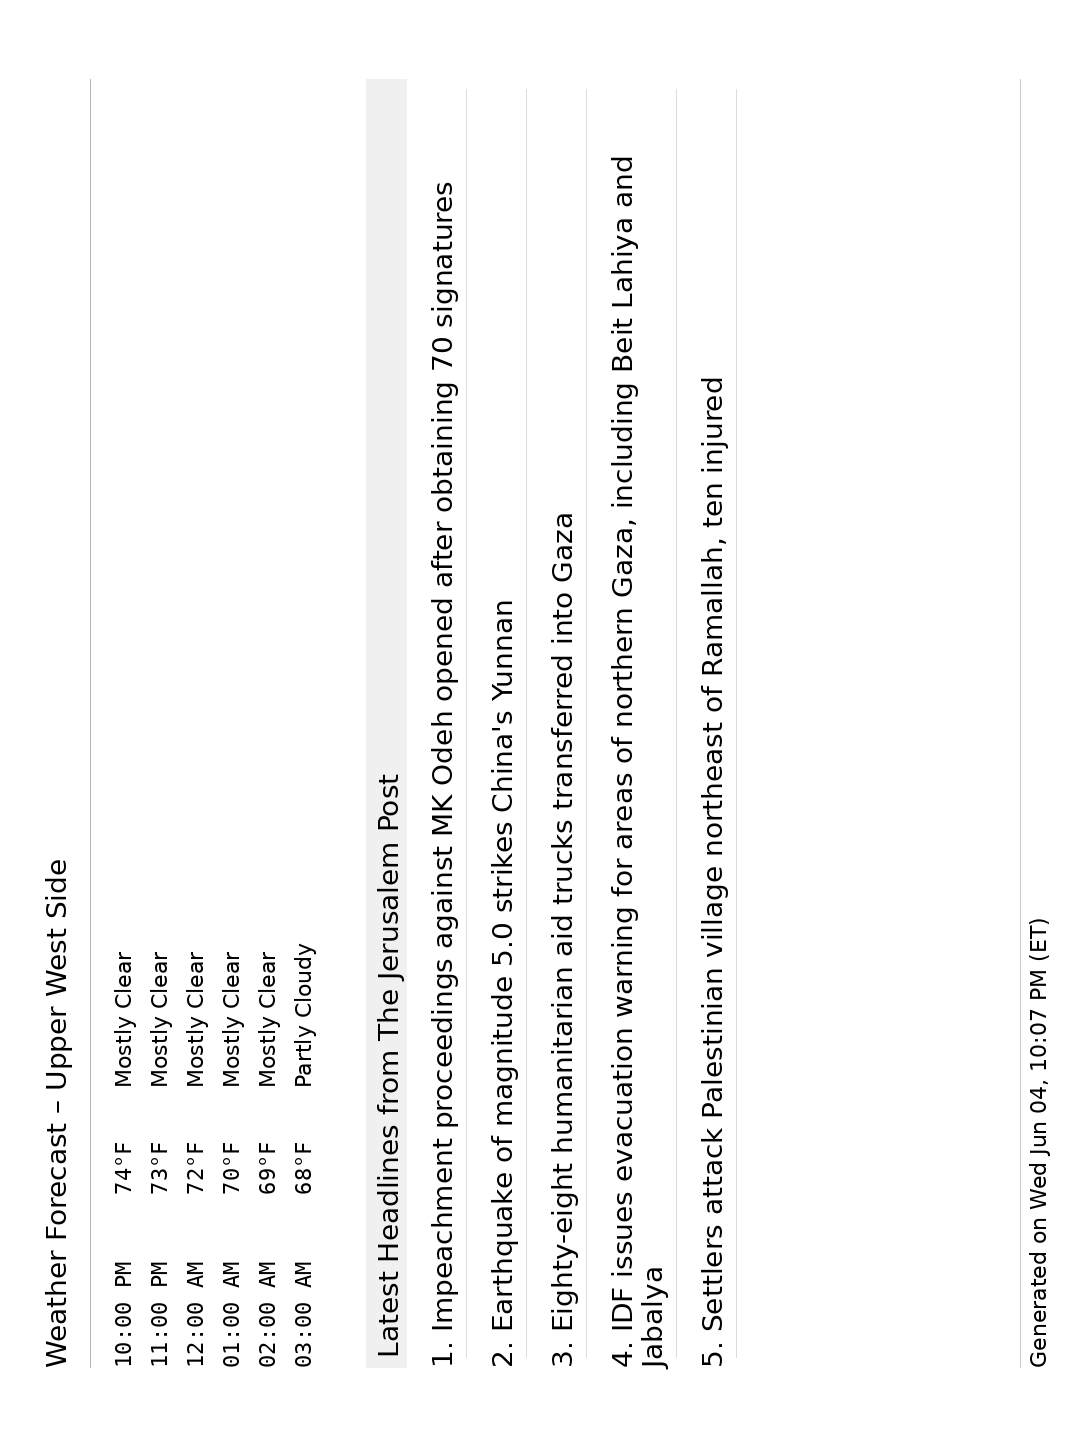 Weather Forecast – Upper West Side
10:00 PM 74°F Mostly Clear
11:00 PM 73°F Mostly Clear
12:00 AM 72°F Mostly Clear
01:00 AM 70°F Mostly Clear
02:00 AM 69°F Mostly Clear
03:00 AM 68°F Partly Cloudy
Latest Headlines from The Jerusalem Post
1. Impeachment proceedings against MK Odeh opened after obtaining 70 signatures
2. Earthquake of magnitude 5.0 strikes China's Yunnan
3. Eighty-eight humanitarian aid trucks transferred into Gaza
4. IDF issues evacuation warning for areas of northern Gaza, including Beit Lahiya and
Jabalya
5. Settlers attack Palestinian village northeast of Ramallah, ten injured
Generated on Wed Jun 04, 10:07 PM (ET)